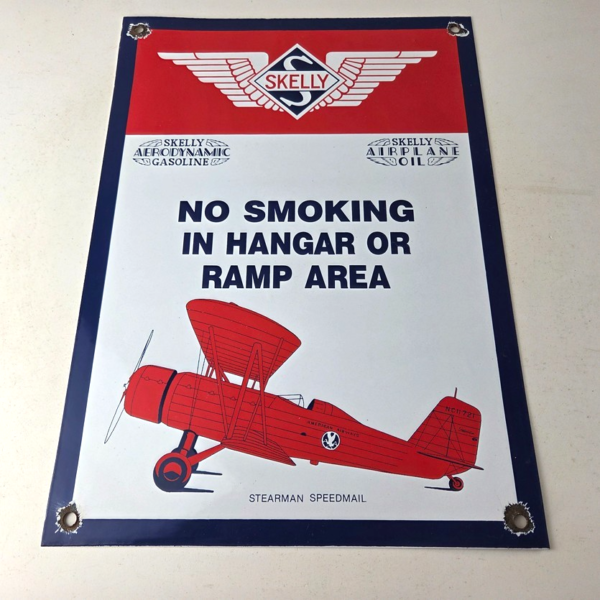 S
SKELLY
SKELLY
AERODYNAMIC
GASOLINE
SKELLY
AIRPLANE
OIL
NO SMOKING
IN HANGAR OR
RAMP AREA
STEARMAN SPEEDMAIL